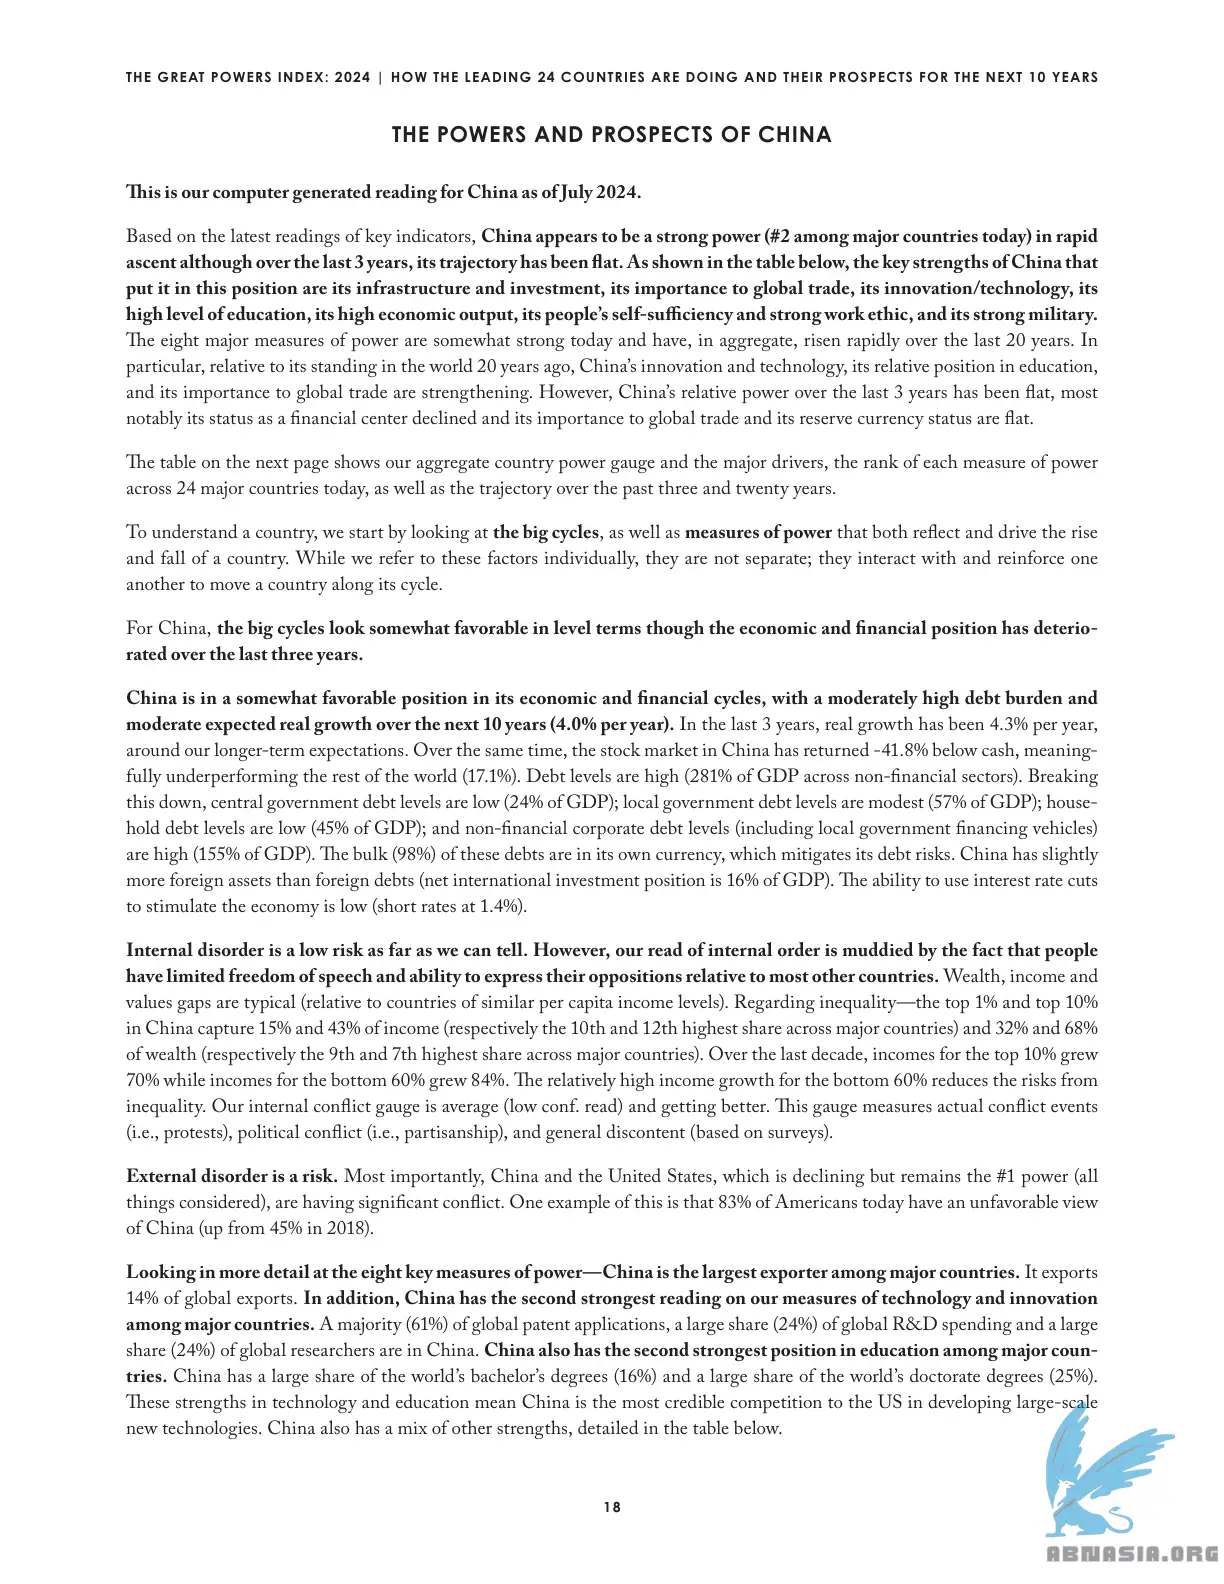 THE GREAT POWERS INDEX: 2024 | HOW THE LEADING 24 COUNTRIES ARE DOING AND THEIR PROSPECTS FOR THE NEXT 10 YEARS
THE POWERS AND PROSPECTS OF CHINA
This is our computer generated reading for China as of July 2024.
Based on the latest readings of key indicators, China appears to be a strong power (#2 among major countries today) in rapid
ascent although over the last 3 years, its trajectory has been flat. As shown in the table below, the key strengths of China that
put it in this position are its infrastructure and investment, its importance to global trade, its innovation/technology, its
high level of education, its high economic output, its people's self-sufficiency and strong work ethic, and its strong military.
The eight major measures of power are somewhat strong today and have, in aggregate, risen rapidly over the last 20 years. In
particular, relative to its standing in the world 20 years ago, China's innovation and technology, its relative position in education,
and its importance to global trade are strengthening. However, China's relative power over the last 3 years has been flat, most
notably its status as a financial center declined and its importance to global trade and its reserve currency status are flat.
The table on the next page shows our aggregate country power gauge and the major drivers, the rank of each measure of power
across 24 major countries today, as well as the trajectory over the past three and twenty years.
To understand a country, we start by looking at the big cycles, as well as measures of power that both reflect and drive the rise
and fall of a country. While we refer to these factors individually, they are not separate; they interact with and reinforce one
another to move a country along its cycle.
For China, the big cycles look somewhat favorable in level terms though the economic and financial position has deterio-
rated over the last three years.
China is in a somewhat favorable position in its economic and financial cycles, with a moderately high debt burden and
moderate expected real growth over the next 10 years (4.0% per year). In the last 3 years, real growth has been 4.3% per year,
around our longer-term expectations. Over the same time, the stock market in China has returned -41.8% below cash, meaning-
fully underperforming the rest of the world (17.1%). Debt levels are high (281% of GDP across non-financial sectors). Breaking
this down, central government debt levels are low (24% of GDP); local government debt levels are modest (57% of GDP); house-
hold debt levels are low (45% of GDP); and non-financial corporate debt levels (including local government financing vehicles)
are high (155% of GDP). The bulk (98%) of these debts are in its own currency, which mitigates its debt risks. China has slightly
more foreign assets than foreign debts (net international investment position is 16% of GDP). The ability to use interest rate cuts
to stimulate the economy is low (short rates at 1.4%).
Internal disorder is a low risk as far as we can tell. However, our read of internal order is muddied by the fact that people
have limited freedom of speech and ability to express their oppositions relative to most other countries. Wealth, income and
values gaps are typical (relative to countries of similar per capita income levels). Regarding inequality—the top 1% and top 10%
in China capture 15% and 43% of income (respectively the 10th and 12th highest share across major countries) and 32% and 68%
of wealth (respectively the 9th and 7th highest share across major countries). Over the last decade, incomes for the top 10% grew
70% while incomes for the bottom 60% grew 84%. The relatively high income growth for the bottom 60% reduces the risks from
inequality. Our internal conflict gauge is average (low conf. read) and getting better. This gauge measures actual conflict events
(i.e., protests), political conflict (i.e., partisanship), and general discontent (based on surveys).
External disorder is a risk. Most importantly, China and the United States, which is declining but remains the #1 power (all
things considered), are having significant conflict. One example of this is that 83% of Americans today have an unfavorable view
of China (up from 45% in 2018).
Looking in more detail at the eight key measures of power—China is the largest exporter among major countries. It exports
14% of global exports. In addition, China has the second strongest reading on our measures of technology and innovation
among major countries. A majority (61%) of global patent applications, a large share (24%) of global R&D spending and a large
share (24%) of global researchers are in China. China also has the second strongest position in education among major coun-
tries. China has a large share of the world's bachelor's degrees (16%) and a large share of the world's doctorate degrees (25%).
These strengths in technology and education mean China is the most credible competition to the US in developing large-scale
new technologies. China also has a mix of other strengths, detailed in the table below.
18
ABNASIA.ORG